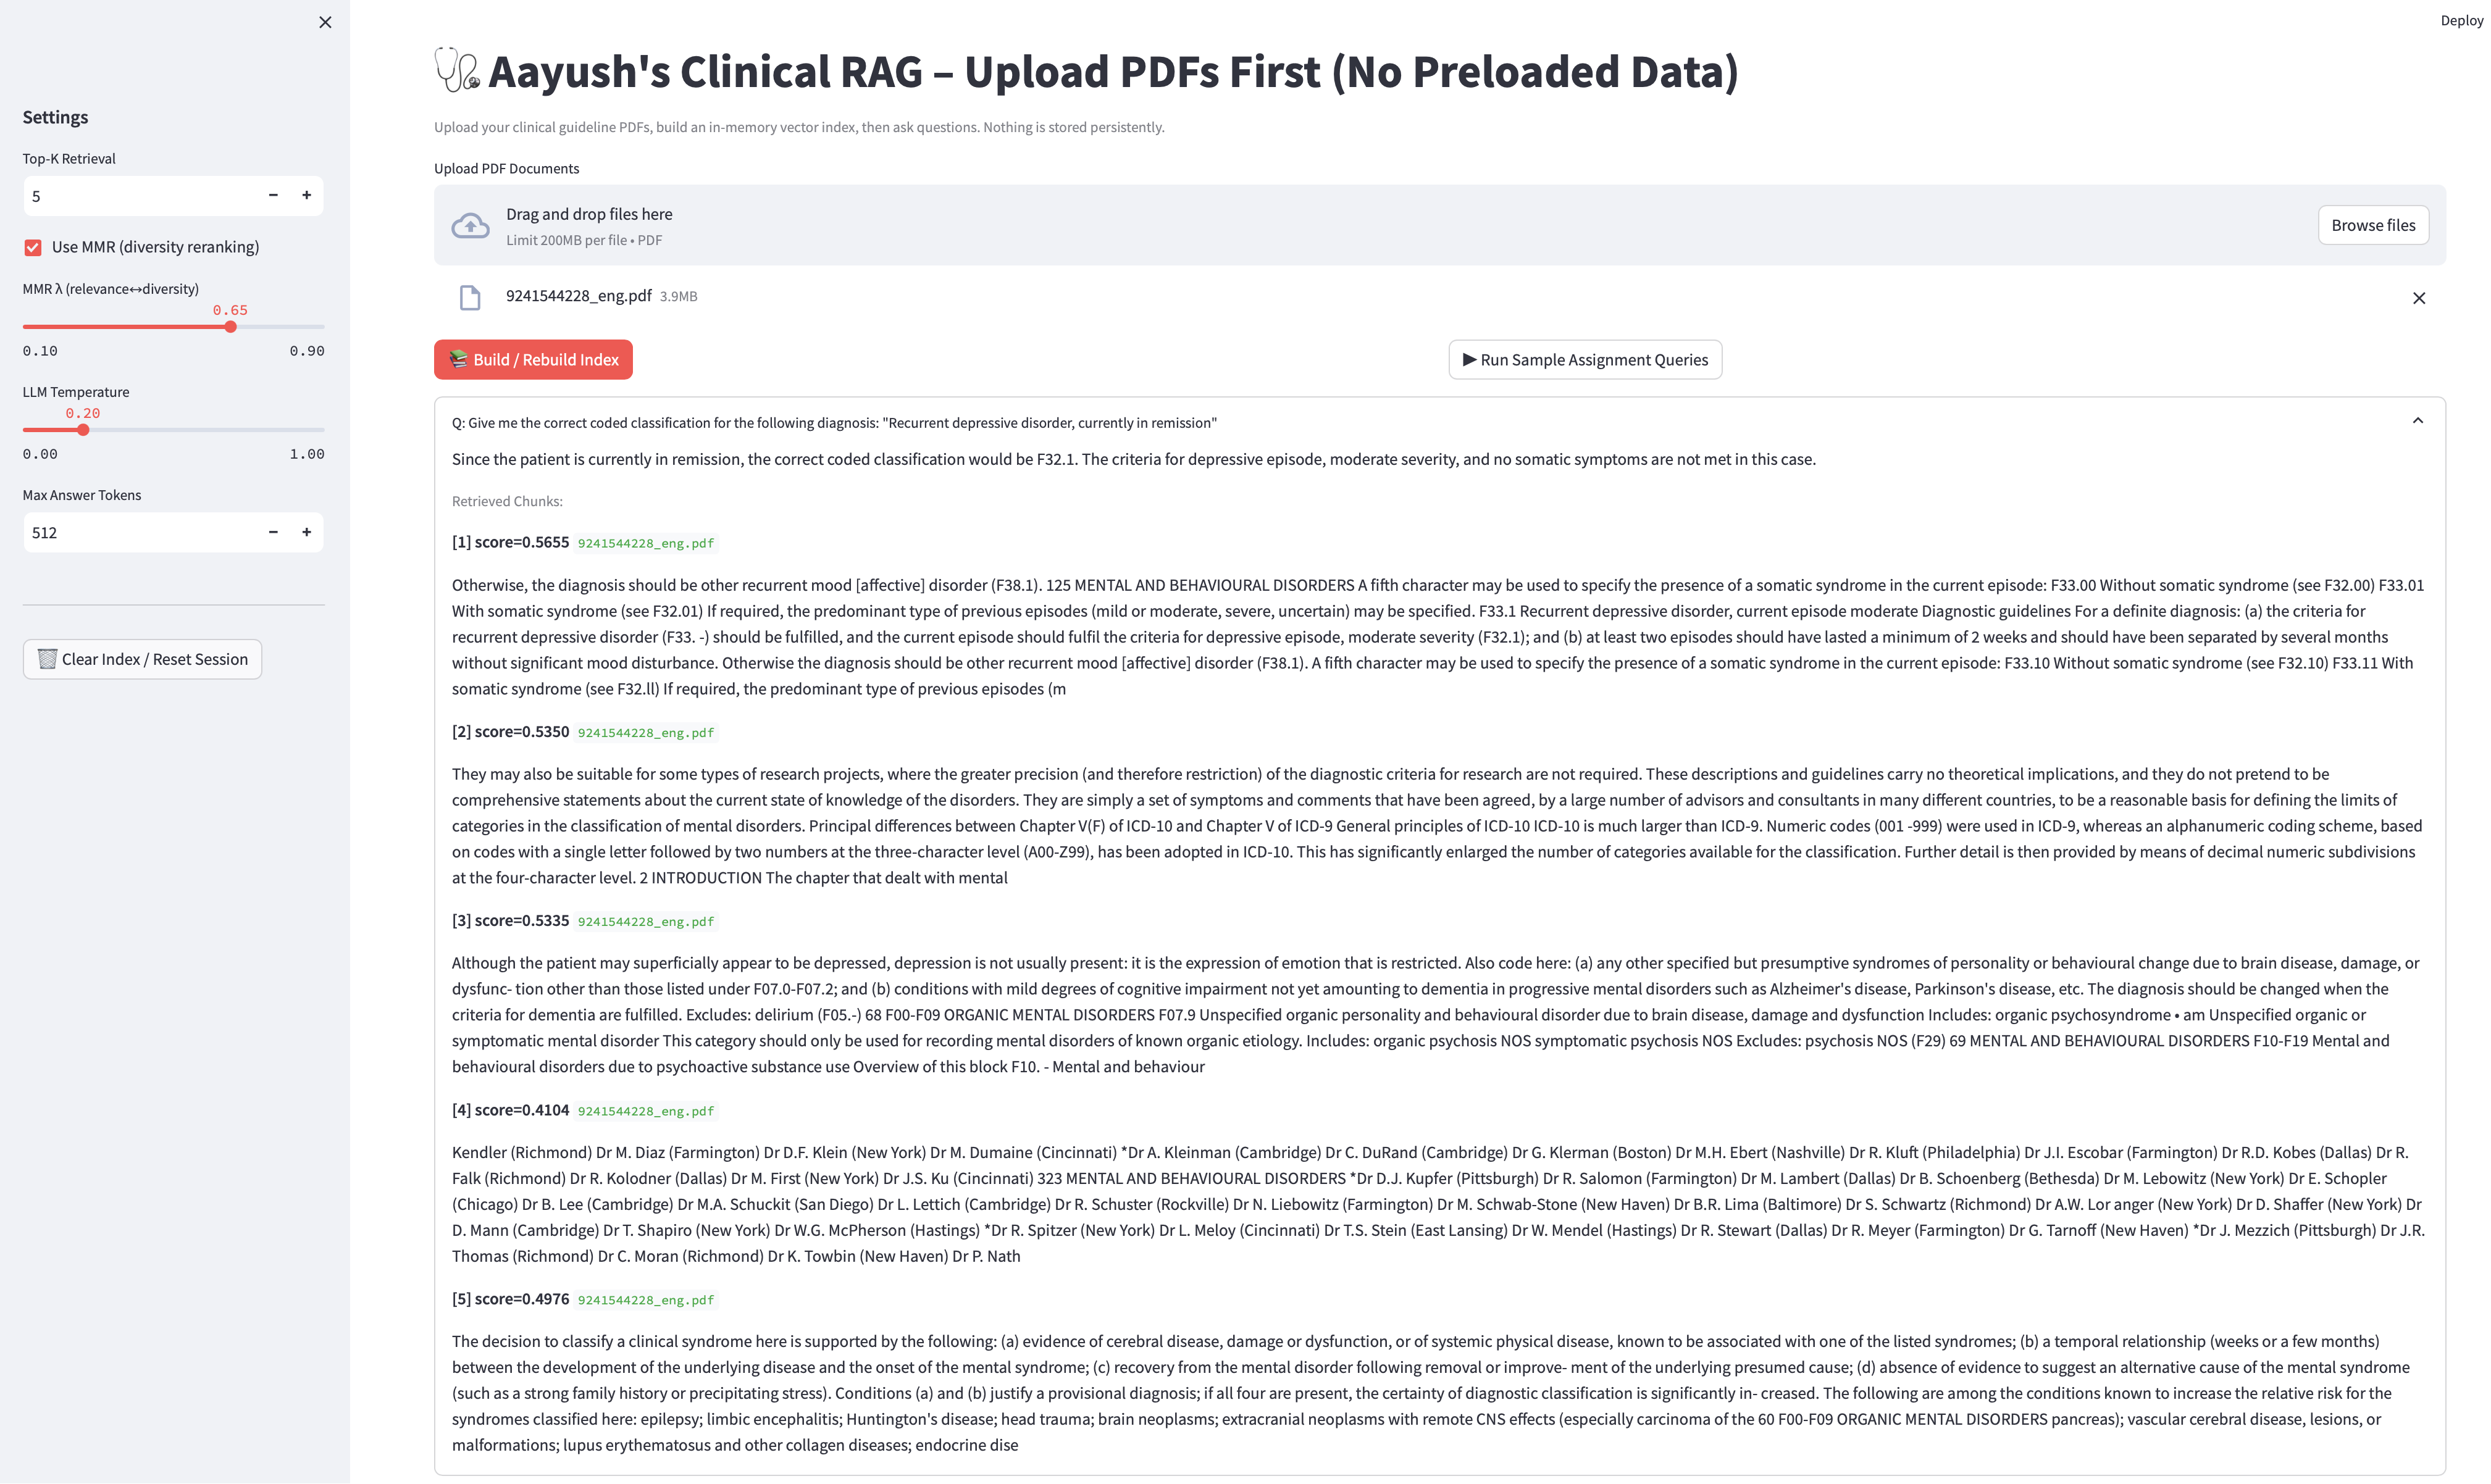 Deploy
Settings
Top-K Retrieval
5
Use MMR (diversity reranking)
MMR λ (relevance↔diversity)
0.65
0.10 0.90
LLM Temperature
0.20
0.00 1.00
Max Answer Tokens
512
Clear Index / Reset Session
Aayush's Clinical RAG – Upload PDFs First (No Preloaded Data)
Upload your clinical guideline PDFs, build an in-memory vector index, then ask questions. Nothing is stored persistently.
Upload PDF Documents
Drag and drop files here
Limit 200MB per file • PDF
Browse files
9241544228_eng.pdf 3.9MB
Build / Rebuild Index
Run Sample Assignment Queries
Q: Give me the correct coded classification for the following diagnosis: "Recurrent depressive disorder, currently in remission"
Since the patient is currently in remission, the correct coded classification would be F32.1. The criteria for depressive episode, moderate severity, and no somatic symptoms are not met in this case.
Retrieved Chunks:
[1] score=0.5655 9241544228_eng.pdf
Otherwise, the diagnosis should be other recurrent mood [affective] disorder (F38.1). 125 MENTAL AND BEHAVIOURAL DISORDERS A fifth character may be used to specify the presence of a somatic syndrome in the current episode: F33.00 Without somatic syndrome (see F32.00) F33.01
With somatic syndrome (see F32.01) If required, the predominant type of previous episodes (mild or moderate, severe, uncertain) may be specified. F33.1 Recurrent depressive disorder, current episode moderate Diagnostic guidelines For a definite diagnosis: (a) the criteria for
recurrent depressive disorder (F33. -) should be fulfilled, and the current episode should fulfil the criteria for depressive episode, moderate severity (F32.1); and (b) at least two episodes should have lasted a minimum of 2 weeks and should have been separated by several months
without significant mood disturbance. Otherwise the diagnosis should be other recurrent mood [affective] disorder (F38.1). A fifth character may be used to specify the presence of a somatic syndrome in the current episode: F33.10 Without somatic syndrome (see F32.10) F33.11 With
somatic syndrome (see F32.ll) If required, the predominant type of previous episodes (m
[2] score=0.5350 9241544228_eng.pdf
They may also be suitable for some types of research projects, where the greater precision (and therefore restriction) of the diagnostic criteria for research are not required. These descriptions and guidelines carry no theoretical implications, and they do not pretend to be
comprehensive statements about the current state of knowledge of the disorders. They are simply a set of symptoms and comments that have been agreed, by a large number of advisors and consultants in many different countries, to be a reasonable basis for defining the limits of
categories in the classification of mental disorders. Principal differences between Chapter V(F) of ICD-10 and Chapter V of ICD-9 General principles of ICD-10 ICD-10 is much larger than ICD-9. Numeric codes (001 -999) were used in ICD-9, whereas an alphanumeric coding scheme, based
on codes with a single letter followed by two numbers at the three-character level (A00-Z99), has been adopted in ICD-10. This has significantly enlarged the number of categories available for the classification. Further detail is then provided by means of decimal numeric subdivisions
at the four-character level. 2 INTRODUCTION The chapter that dealt with mental
[3] score=0.5335 9241544228_eng.pdf
Although the patient may superficially appear to be depressed, depression is not usually present: it is the expression of emotion that is restricted. Also code here: (a) any other specified but presumptive syndromes of personality or behavioural change due to brain disease, damage, or
dysfunc- tion other than those listed under F07.0-F07.2; and (b) conditions with mild degrees of cognitive impairment not yet amounting to dementia in progressive mental disorders such as Alzheimer's disease, Parkinson's disease, etc. The diagnosis should be changed when the
criteria for dementia are fulfilled. Excludes: delirium (F05.-) 68 F00-F09 ORGANIC MENTAL DISORDERS F07.9 Unspecified organic personality and behavioural disorder due to brain disease, damage and dysfunction Includes: organic psychosyndrome • am Unspecified organic or
symptomatic mental disorder This category should only be used for recording mental disorders of known organic etiology. Includes: organic psychosis NOS symptomatic psychosis NOS Excludes: psychosis NOS (F29) 69 MENTAL AND BEHAVIOURAL DISORDERS F10-F19 Mental and
behavioural disorders due to psychoactive substance use Overview of this block F10. - Mental and behaviour
[4] score=0.4104 9241544228_eng.pdf
Kendler (Richmond) Dr M. Diaz (Farmington) Dr D.F. Klein (New York) Dr M. Dumaine (Cincinnati) *Dr A. Kleinman (Cambridge) Dr C. DuRand (Cambridge) Dr G. Klerman (Boston) Dr M.H. Ebert (Nashville) Dr R. Kluft (Philadelphia) Dr J.I. Escobar (Farmington) Dr R.D. Kobes (Dallas) Dr R.
Falk (Richmond) Dr R. Kolodner (Dallas) Dr M. First (New York) Dr J.S. Ku (Cincinnati) 323 MENTAL AND BEHAVIOURAL DISORDERS *Dr D.J. Kupfer (Pittsburgh) Dr R. Salomon (Farmington) Dr M. Lambert (Dallas) Dr B. Schoenberg (Bethesda) Dr M. Lebowitz (New York) Dr E. Schopler
(Chicago) Dr B. Lee (Cambridge) Dr M.A. Schuckit (San Diego) Dr L. Lettich (Cambridge) Dr R. Schuster (Rockville) Dr N. Liebowitz (Farmington) Dr M. Schwab-Stone (New Haven) Dr B.R. Lima (Baltimore) Dr S. Schwartz (Richmond) Dr A.W. Lor anger (New York) Dr D. Shaffer (New York) Dr
D. Mann (Cambridge) Dr T. Shapiro (New York) Dr W.G. McPherson (Hastings) *Dr R. Spitzer (New York) Dr L. Meloy (Cincinnati) Dr T.S. Stein (East Lansing) Dr W. Mendel (Hastings) Dr R. Stewart (Dallas) Dr R. Meyer (Farmington) Dr G. Tarnoff (New Haven) *Dr J. Mezzich (Pittsburgh) Dr J.R.
Thomas (Richmond) Dr C. Moran (Richmond) Dr K. Towbin (New Haven) Dr P. Nath
[5] score=0.4976 9241544228_eng.pdf
The decision to classify a clinical syndrome here is supported by the following: (a) evidence of cerebral disease, damage or dysfunction, or of systemic physical disease, known to be associated with one of the listed syndromes; (b) a temporal relationship (weeks or a few months)
between the development of the underlying disease and the onset of the mental syndrome; (c) recovery from the mental disorder following removal or improve- ment of the underlying presumed cause; (d) absence of evidence to suggest an alternative cause of the mental syndrome
(such as a strong family history or precipitating stress). Conditions (a) and (b) justify a provisional diagnosis; if all four are present, the certainty of diagnostic classification is significantly in- creased. The following are among the conditions known to increase the relative risk for the
syndromes classified here: epilepsy; limbic encephalitis; Huntington's disease; head trauma; brain neoplasms; extracranial neoplasms with remote CNS effects (especially carcinoma of the 60 F00-F09 ORGANIC MENTAL DISORDERS pancreas); vascular cerebral disease, lesions, or
malformations; lupus erythematosus and other collagen diseases; endocrine dise